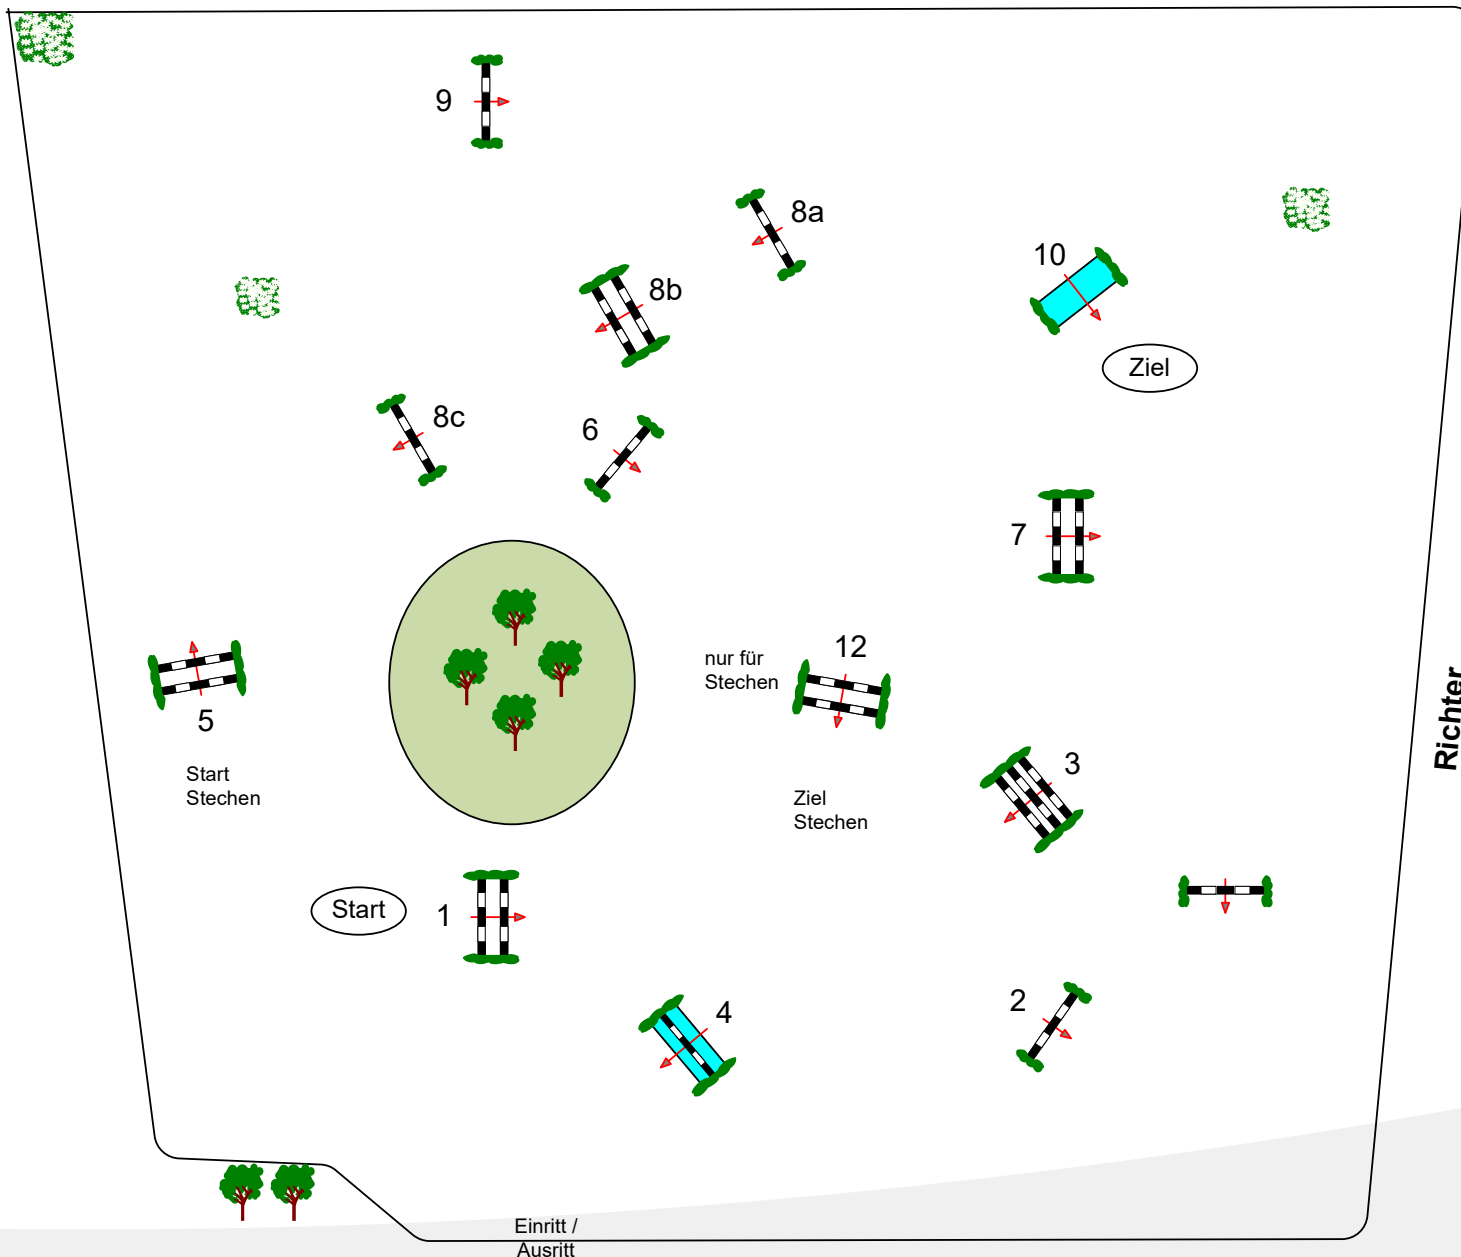 9
8a
10
8b
Ziel
8c
6
7
12
nur für
Stechen
Richter
5
3
Start
Stechen
Ziel
Stechen
Start
1
2
4
Einritt /
Ausritt